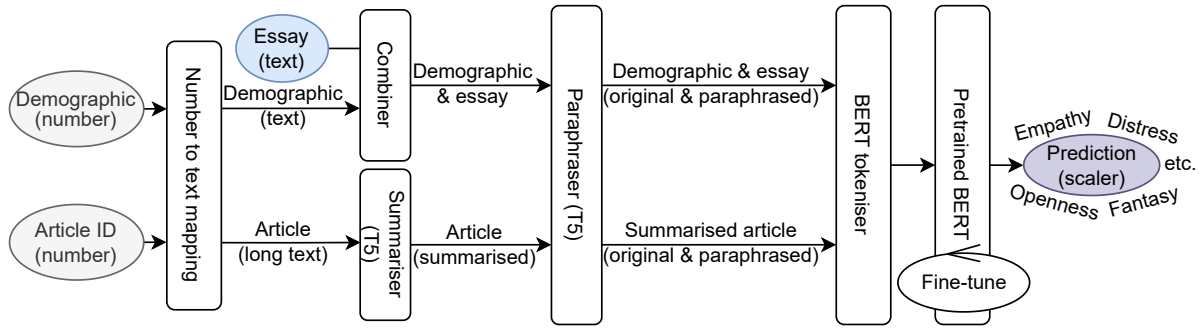 Demographic
(number)
Article ID
(number)
Number to text mapping
Essay
(text)
Demographic
(text)
Article
(long text)
Combiner
Summariser
(T5)
Demographic
& essay
Article
(summarised)
Paraphraser (T5)
Demographic & essay
(original & paraphrased)
Summarised article
(original & paraphrased)
BERT tokeniser
Pretrained BERT
Fine-tune
Empathy
Distress
Prediction
(scaler)
etc.
Openness
Fantasy